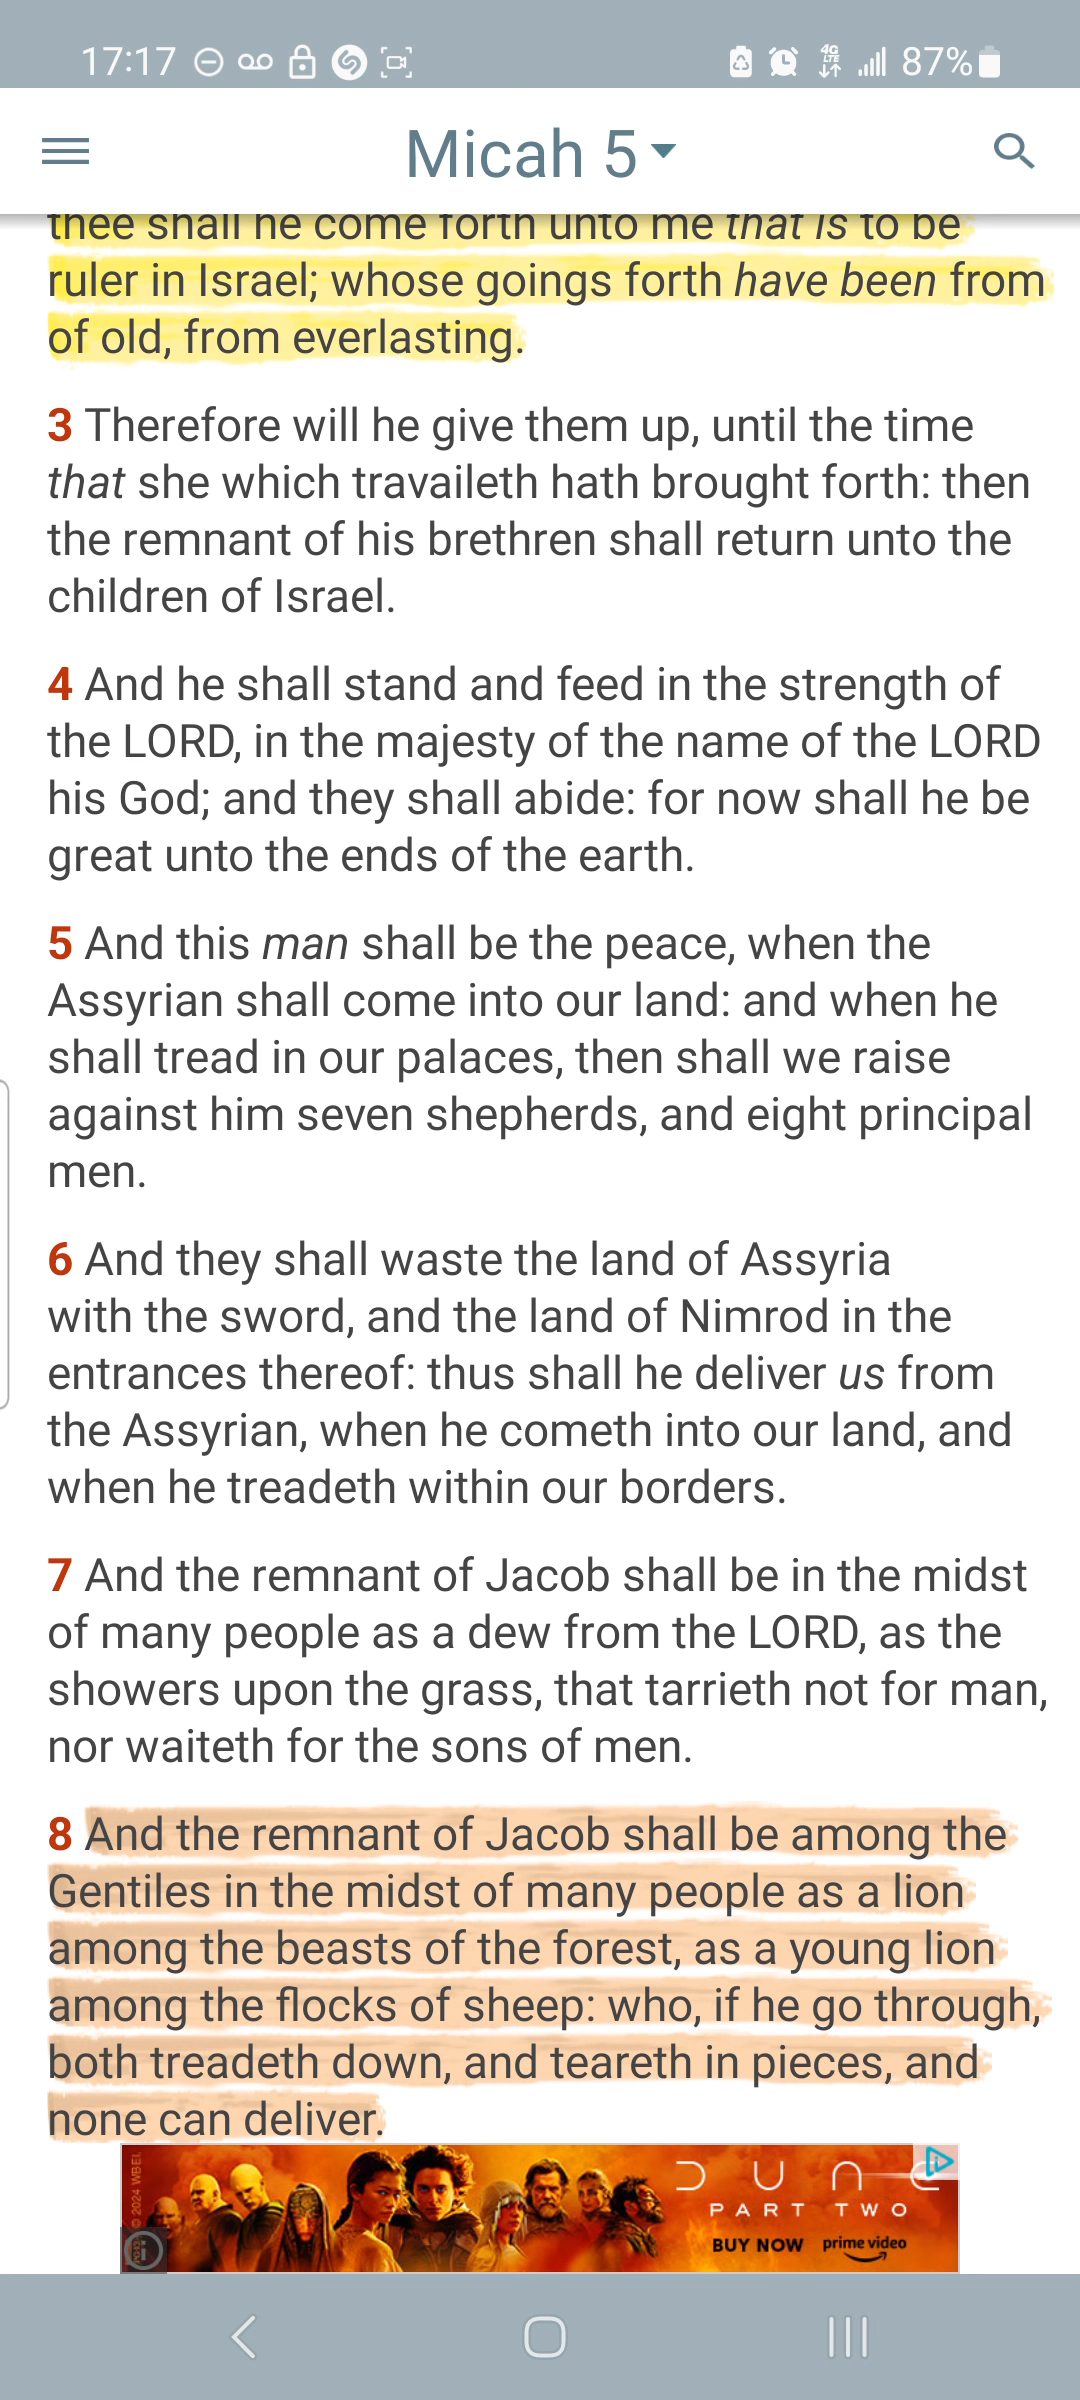 17:17
4G
LTE
87%
Micah 5
thee shall he come forth unto me that is to be
ruler in Israel; whose goings forth have been from
of old, from everlasting.
3 Therefore will he give them up, until the time
that she which travaileth hath brought forth: then
the remnant of his brethren shall return unto the
children of Israel.
4 And he shall stand and feed in the strength of
the LORD, in the majesty of the name of the LORD
his God; and they shall abide: for now shall he be
great unto the ends of the earth.
5 And this man shall be the peace, when the
Assyrian shall come into our land: and when he
shall tread in our palaces, then shall we raise
against him seven shepherds, and eight principal
men.
6 And they shall waste the land of Assyria
with the sword, and the land of Nimrod in the
entrances thereof: thus shall he deliver us from
the Assyrian, when he cometh into our land, and
when he treadeth within our borders.
7 And the remnant of Jacob shall be in the midst
of many people as a dew from the LORD, as the
showers upon the grass, that tarrieth not for man,
nor waiteth for the sons of men.
8 And the remnant of Jacob shall be among the
Gentiles in the midst of many people as a lion
among the beasts of the forest, as a young lion
among the flocks of sheep: who, if he go through,
both treadeth down, and teareth in pieces, and
none can deliver.
© 2024 WBEI
DUNE
PART TWO
BUY NOW prime video